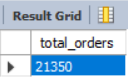 Result Grid
total_orders
21350